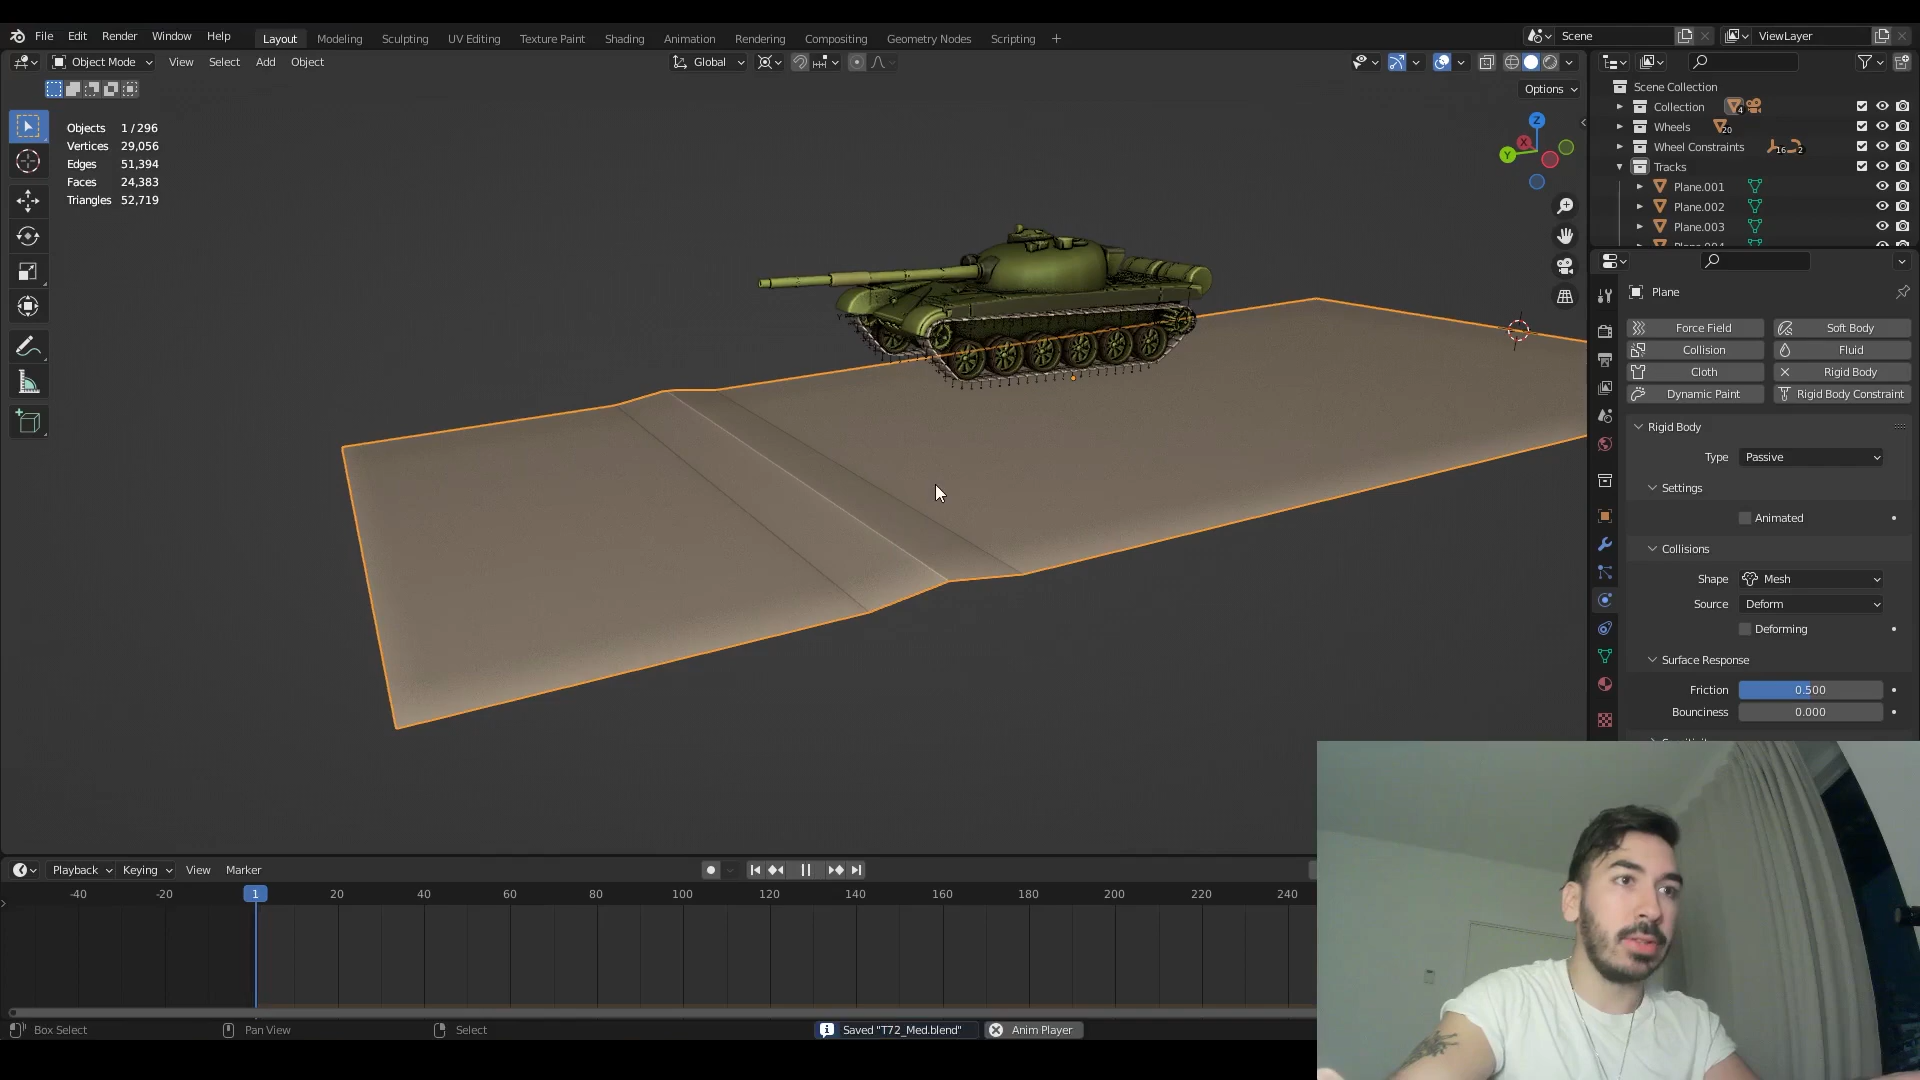 File Edit Render Window Help Layout Modeling Sculpting UV Editing Texture Paint Shading Animation Rendering Compositing Geometry Nodes Scripting + Scene ViewLayer
Object Mode View Select Add Object Global
Options
Objects 1 / 296
Vertices 29,056
Edges 51,394
Faces 24,383
Triangles 52,719
Z
X
Y
Scene Collection
Collection 4
Wheels 20
Wheel Constraints 16 2
Tracks
Plane.001
Plane.002
Plane.003
Plane.004
Plane
Force Field Soft Body
Collision Fluid
Cloth Rigid Body
Dynamic Paint Rigid Body Constraint
Rigid Body
Type Passive
Settings
Animated
Collisions
Shape Mesh
Source Deform
Deforming
Surface Response
Friction 0.500
Bounciness 0.000
Playback Keying View Marker
-40 -20 1 20 40 60 80 100 120 140 160 180 200 220 240
Box Select Pan View Select Saved "T72_Med.blend" Anim Player